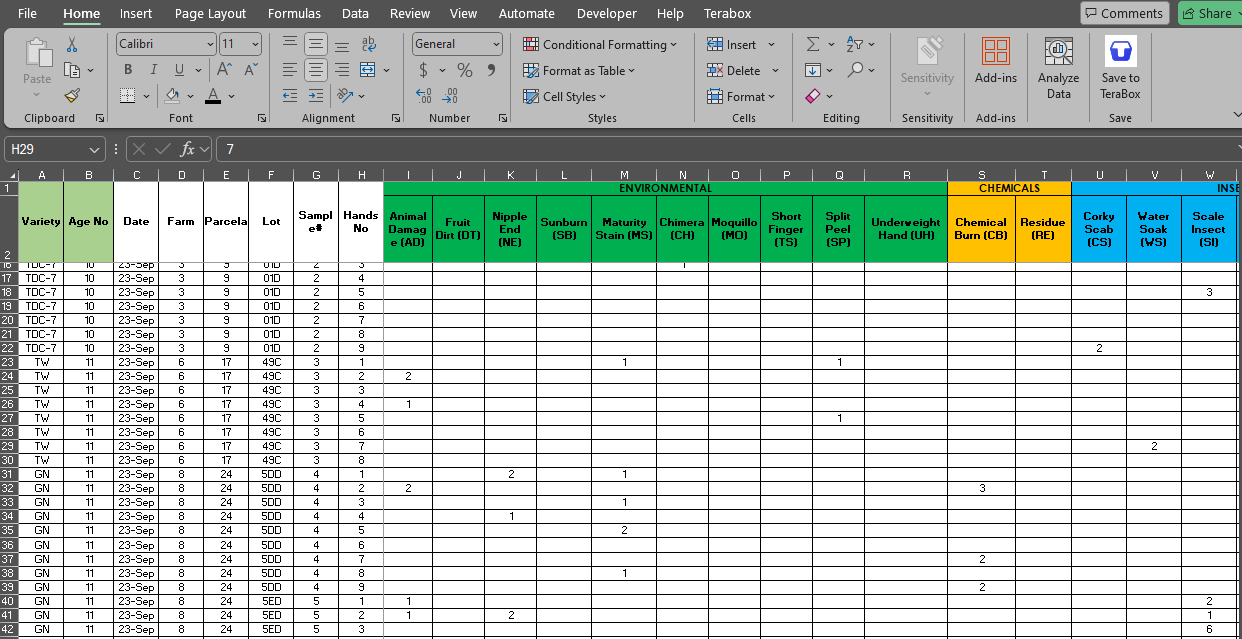 File Home Insert Page Layout Formulas Data Review View Automate Developer Help Terabox Comments Share
Paste Calibri 11 General Conditional Formatting Insert
B I U A A $ % 9 Format as Table Delete Sensitivity Add-ins Analyze Data Save to TeraBox
A Cell Styles Format
Clipboard Font Alignment Number Styles Cells Editing Sensitivity Add-ins Save
H29 fx 7
A B C D E F G H I J K L M N O P Q R S T U V W
1 ENVIRONMENTAL CHEMICALS INSE
2 Variety Age No Date Farm Parcela Lot Sample# Hands No Animal Damage (AD) Fruit Dirt (DT) Nipple End (NE) Sunburn (SB) Maturity Stain (MS) Chimera (CH) Moquillo (MO) Short Finger (TS) Split Peel (SP) Underweight Hand (UH) Chemical Burn (CB) Residue (RE) Corky Scab (CS) Water Soak (WS) Scale Insect (SI)
16 TDC-7 10 23-Sep 3 9 01D 2 3 1
17 TDC-7 10 23-Sep 3 9 01D 2 4
18 TDC-7 10 23-Sep 3 9 01D 2 5 3
19 TDC-7 10 23-Sep 3 9 01D 2 6
20 TDC-7 10 23-Sep 3 9 01D 2 7
21 TDC-7 10 23-Sep 3 9 01D 2 8
22 TDC-7 10 23-Sep 3 9 01D 2 9 2
23 TW 11 23-Sep 6 17 49C 3 1 1 1
24 TW 11 23-Sep 6 17 49C 3 2 2
25 TW 11 23-Sep 6 17 49C 3 3
26 TW 11 23-Sep 6 17 49C 3 4 1
27 TW 11 23-Sep 6 17 49C 3 5 1
28 TW 11 23-Sep 6 17 49C 3 6
29 TW 11 23-Sep 6 17 49C 3 7 2
30 TW 11 23-Sep 6 17 49C 3 8
31 GN 11 23-Sep 8 24 5DD 4 1 2 1
32 GN 11 23-Sep 8 24 5DD 4 2 2 3
33 GN 11 23-Sep 8 24 5DD 4 3 1
34 GN 11 23-Sep 8 24 5DD 4 4 1
35 GN 11 23-Sep 8 24 5DD 4 5 2
36 GN 11 23-Sep 8 24 5DD 4 6
37 GN 11 23-Sep 8 24 5DD 4 7 2
38 GN 11 23-Sep 8 24 5DD 4 8 1
39 GN 11 23-Sep 8 24 5DD 4 9 2
40 GN 11 23-Sep 8 24 5ED 5 1 1 2
41 GN 11 23-Sep 8 24 5ED 5 2 1 2 1
42 GN 11 23-Sep 8 24 5ED 5 3 6